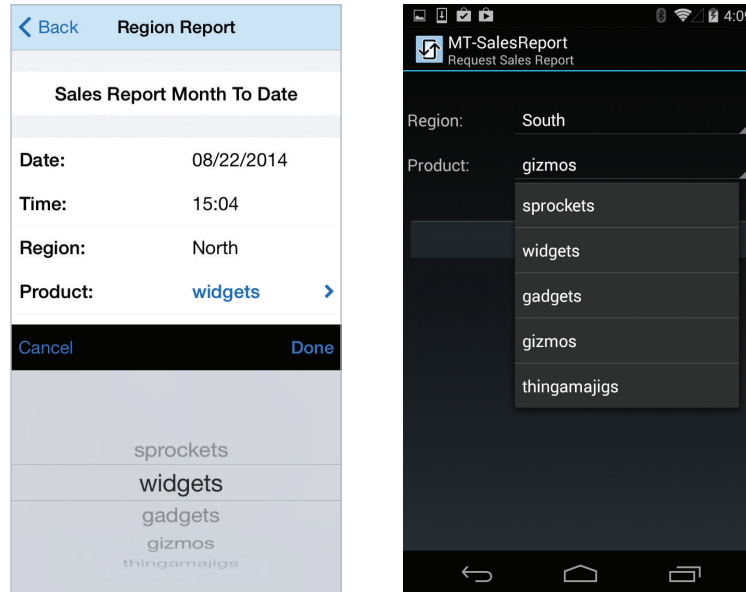 Back Region Report
Sales Report Month To Date
Date: 08/22/2014
Time: 15:04
Region: North
Product: widgets
Cancel Done
sprockets
widgets
gadgets
gizmos
thingamajigs
4:09
MT-SalesReport
Request Sales Report
Region: South
Product: gizmos
sprockets
widgets
gadgets
gizmos
thingamajigs